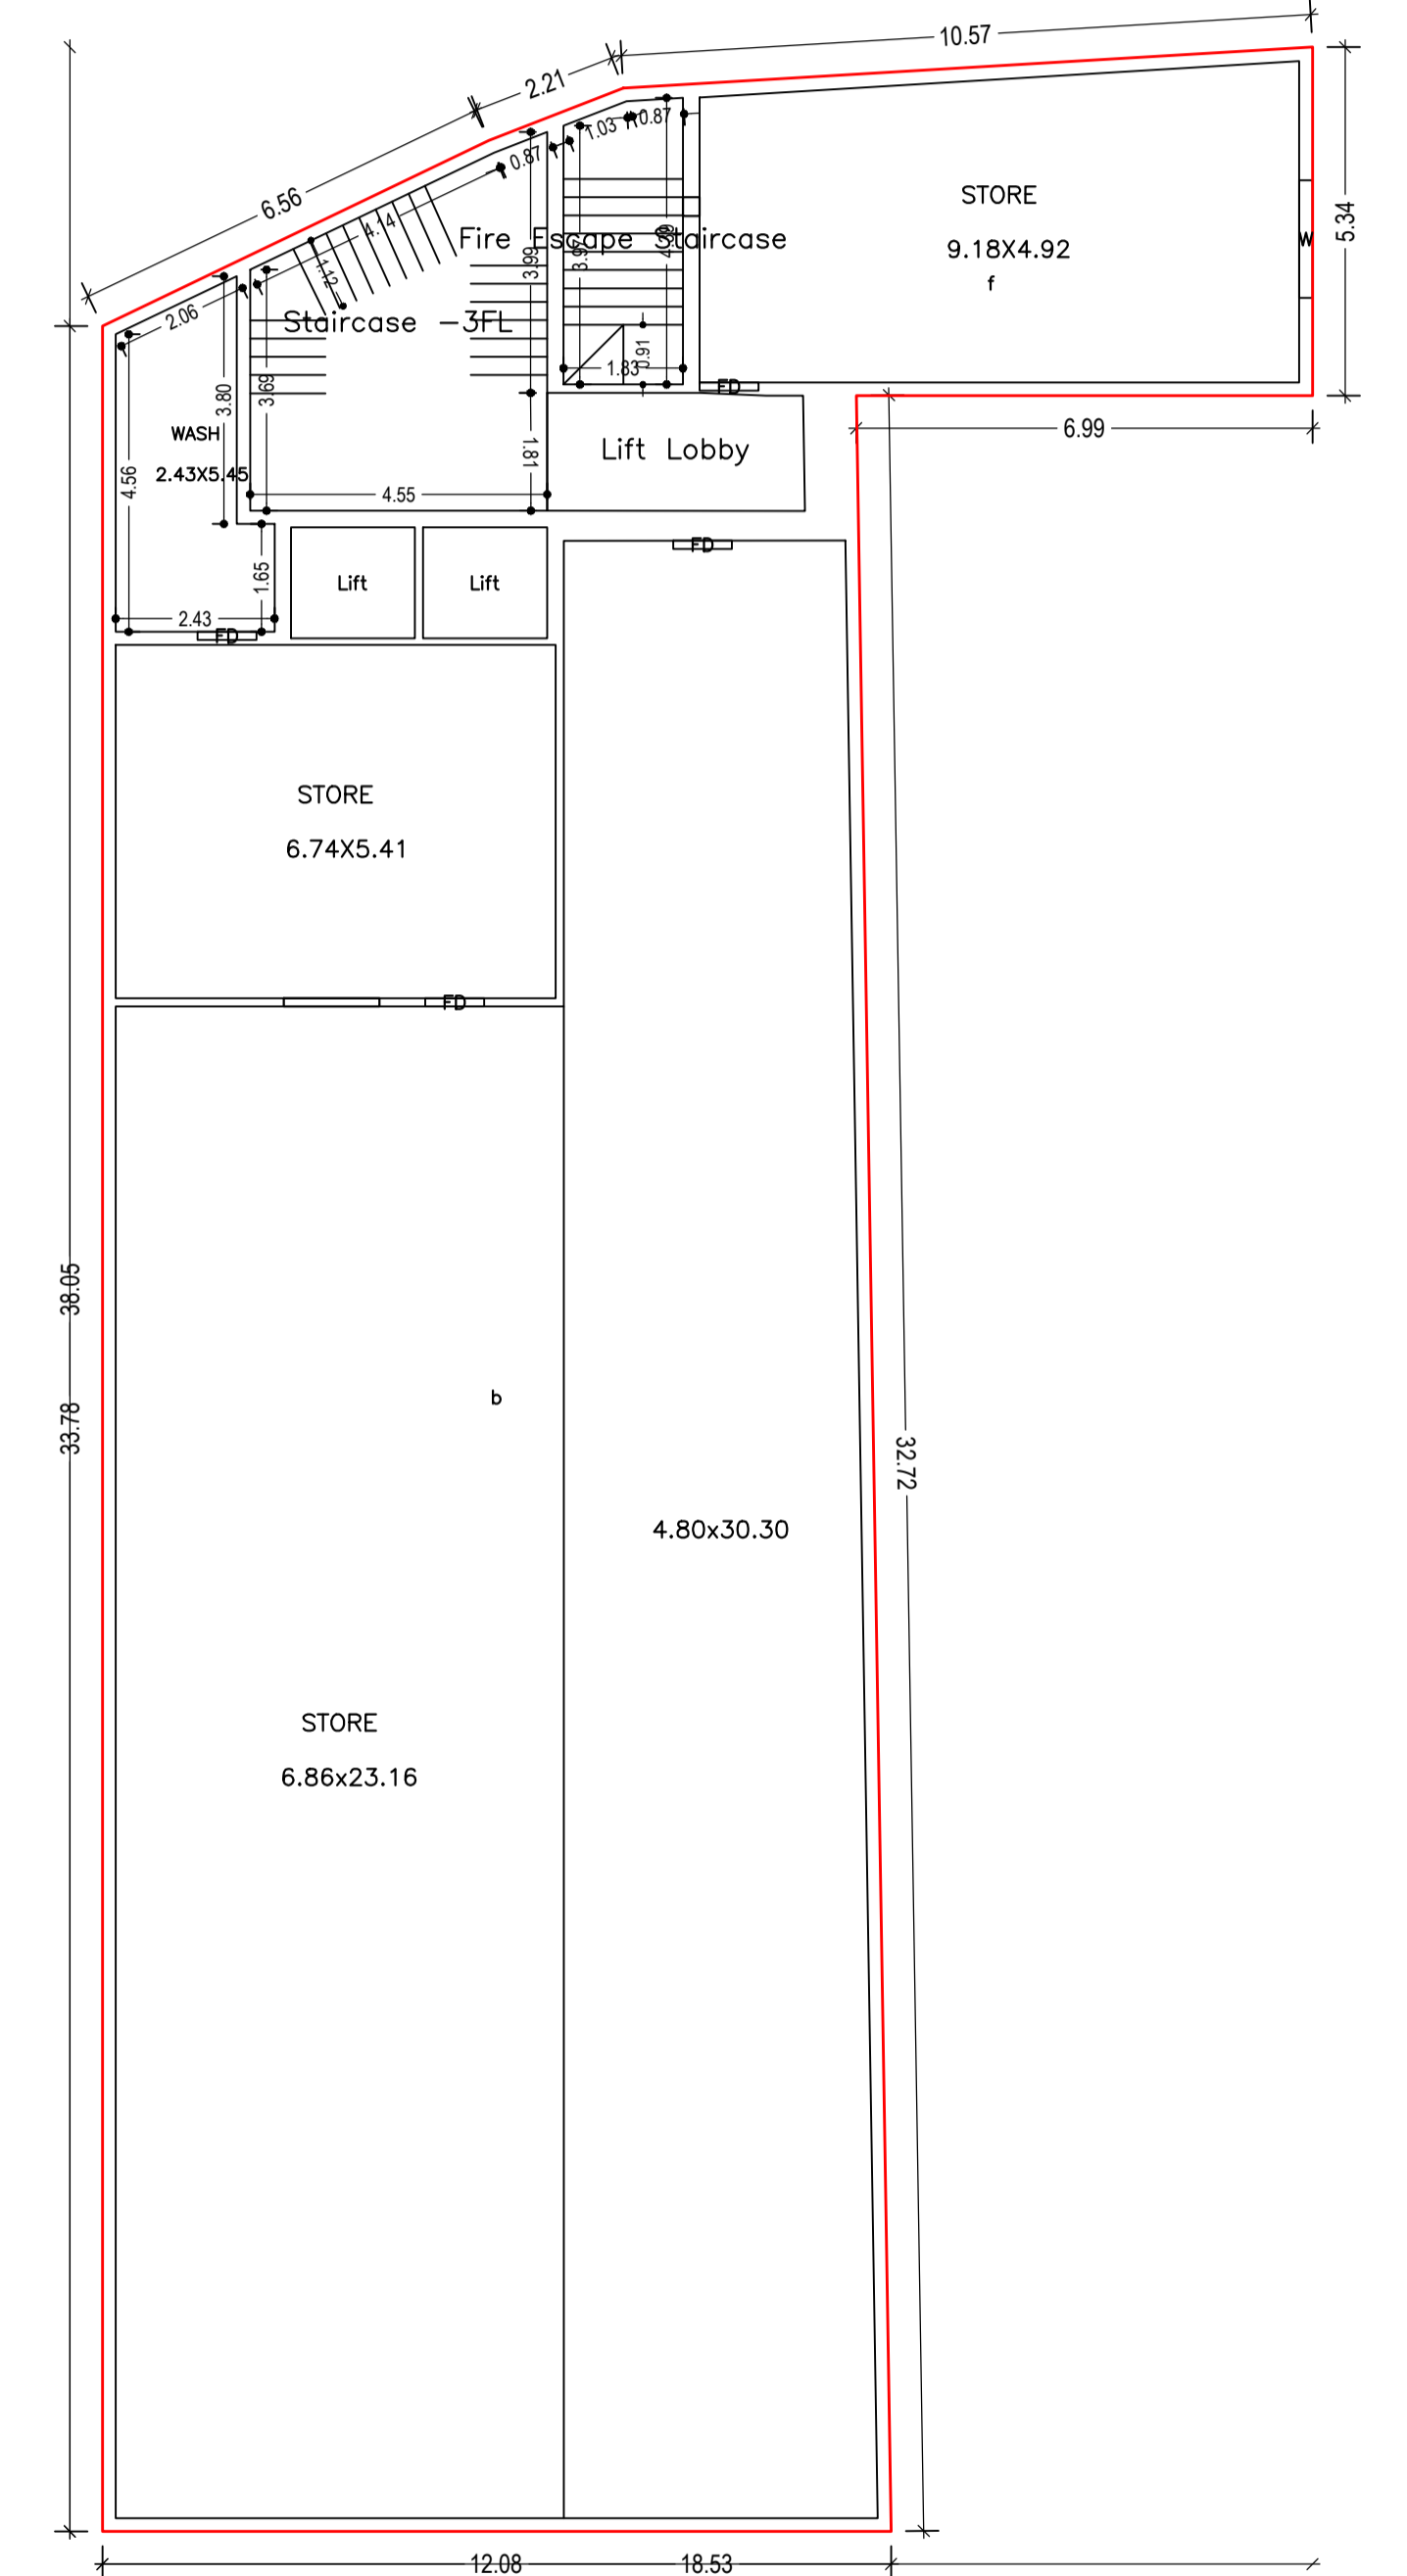 10.57
2.21
6.56
5.34
0.87
1.03
0.87
4.14
1.12
STORE
9.18X4.92
f
W
Fire Escape Staircase
3.99
3.97
Staircase -3FL
2.06
0.91
1.83
FD
3.80
3.69
6.99
WASH
2.43X5.45
4.56
1.81
Lift Lobby
4.55
FD
1.65
Lift
Lift
2.43
FD
STORE
6.74X5.41
FD
38.05
33.78
b
32.72
4.80x30.30
STORE
6.86x23.16
12.08
18.53